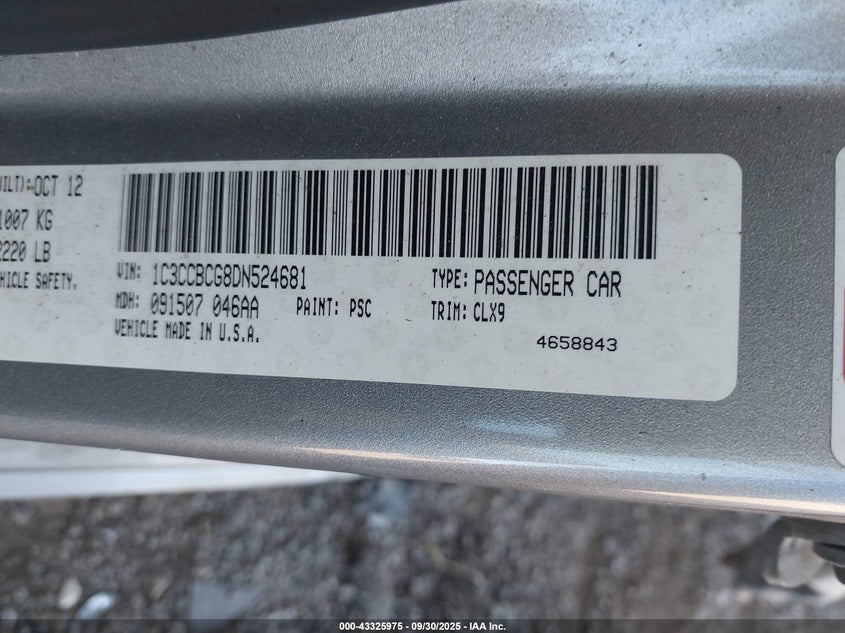 UILT): OCT 12
1007 KG
2220 LB
HICLE SAFETY.
VIN: 1C3CCBCG8DN524681
TYPE: PASSENGER CAR
MDH: 091507 046AA
PAINT: PSC
TRIM: CLX9
VEHICLE MADE IN U.S.A.
4658843
000-43325975 - 09/30/2025 - IAA Inc.